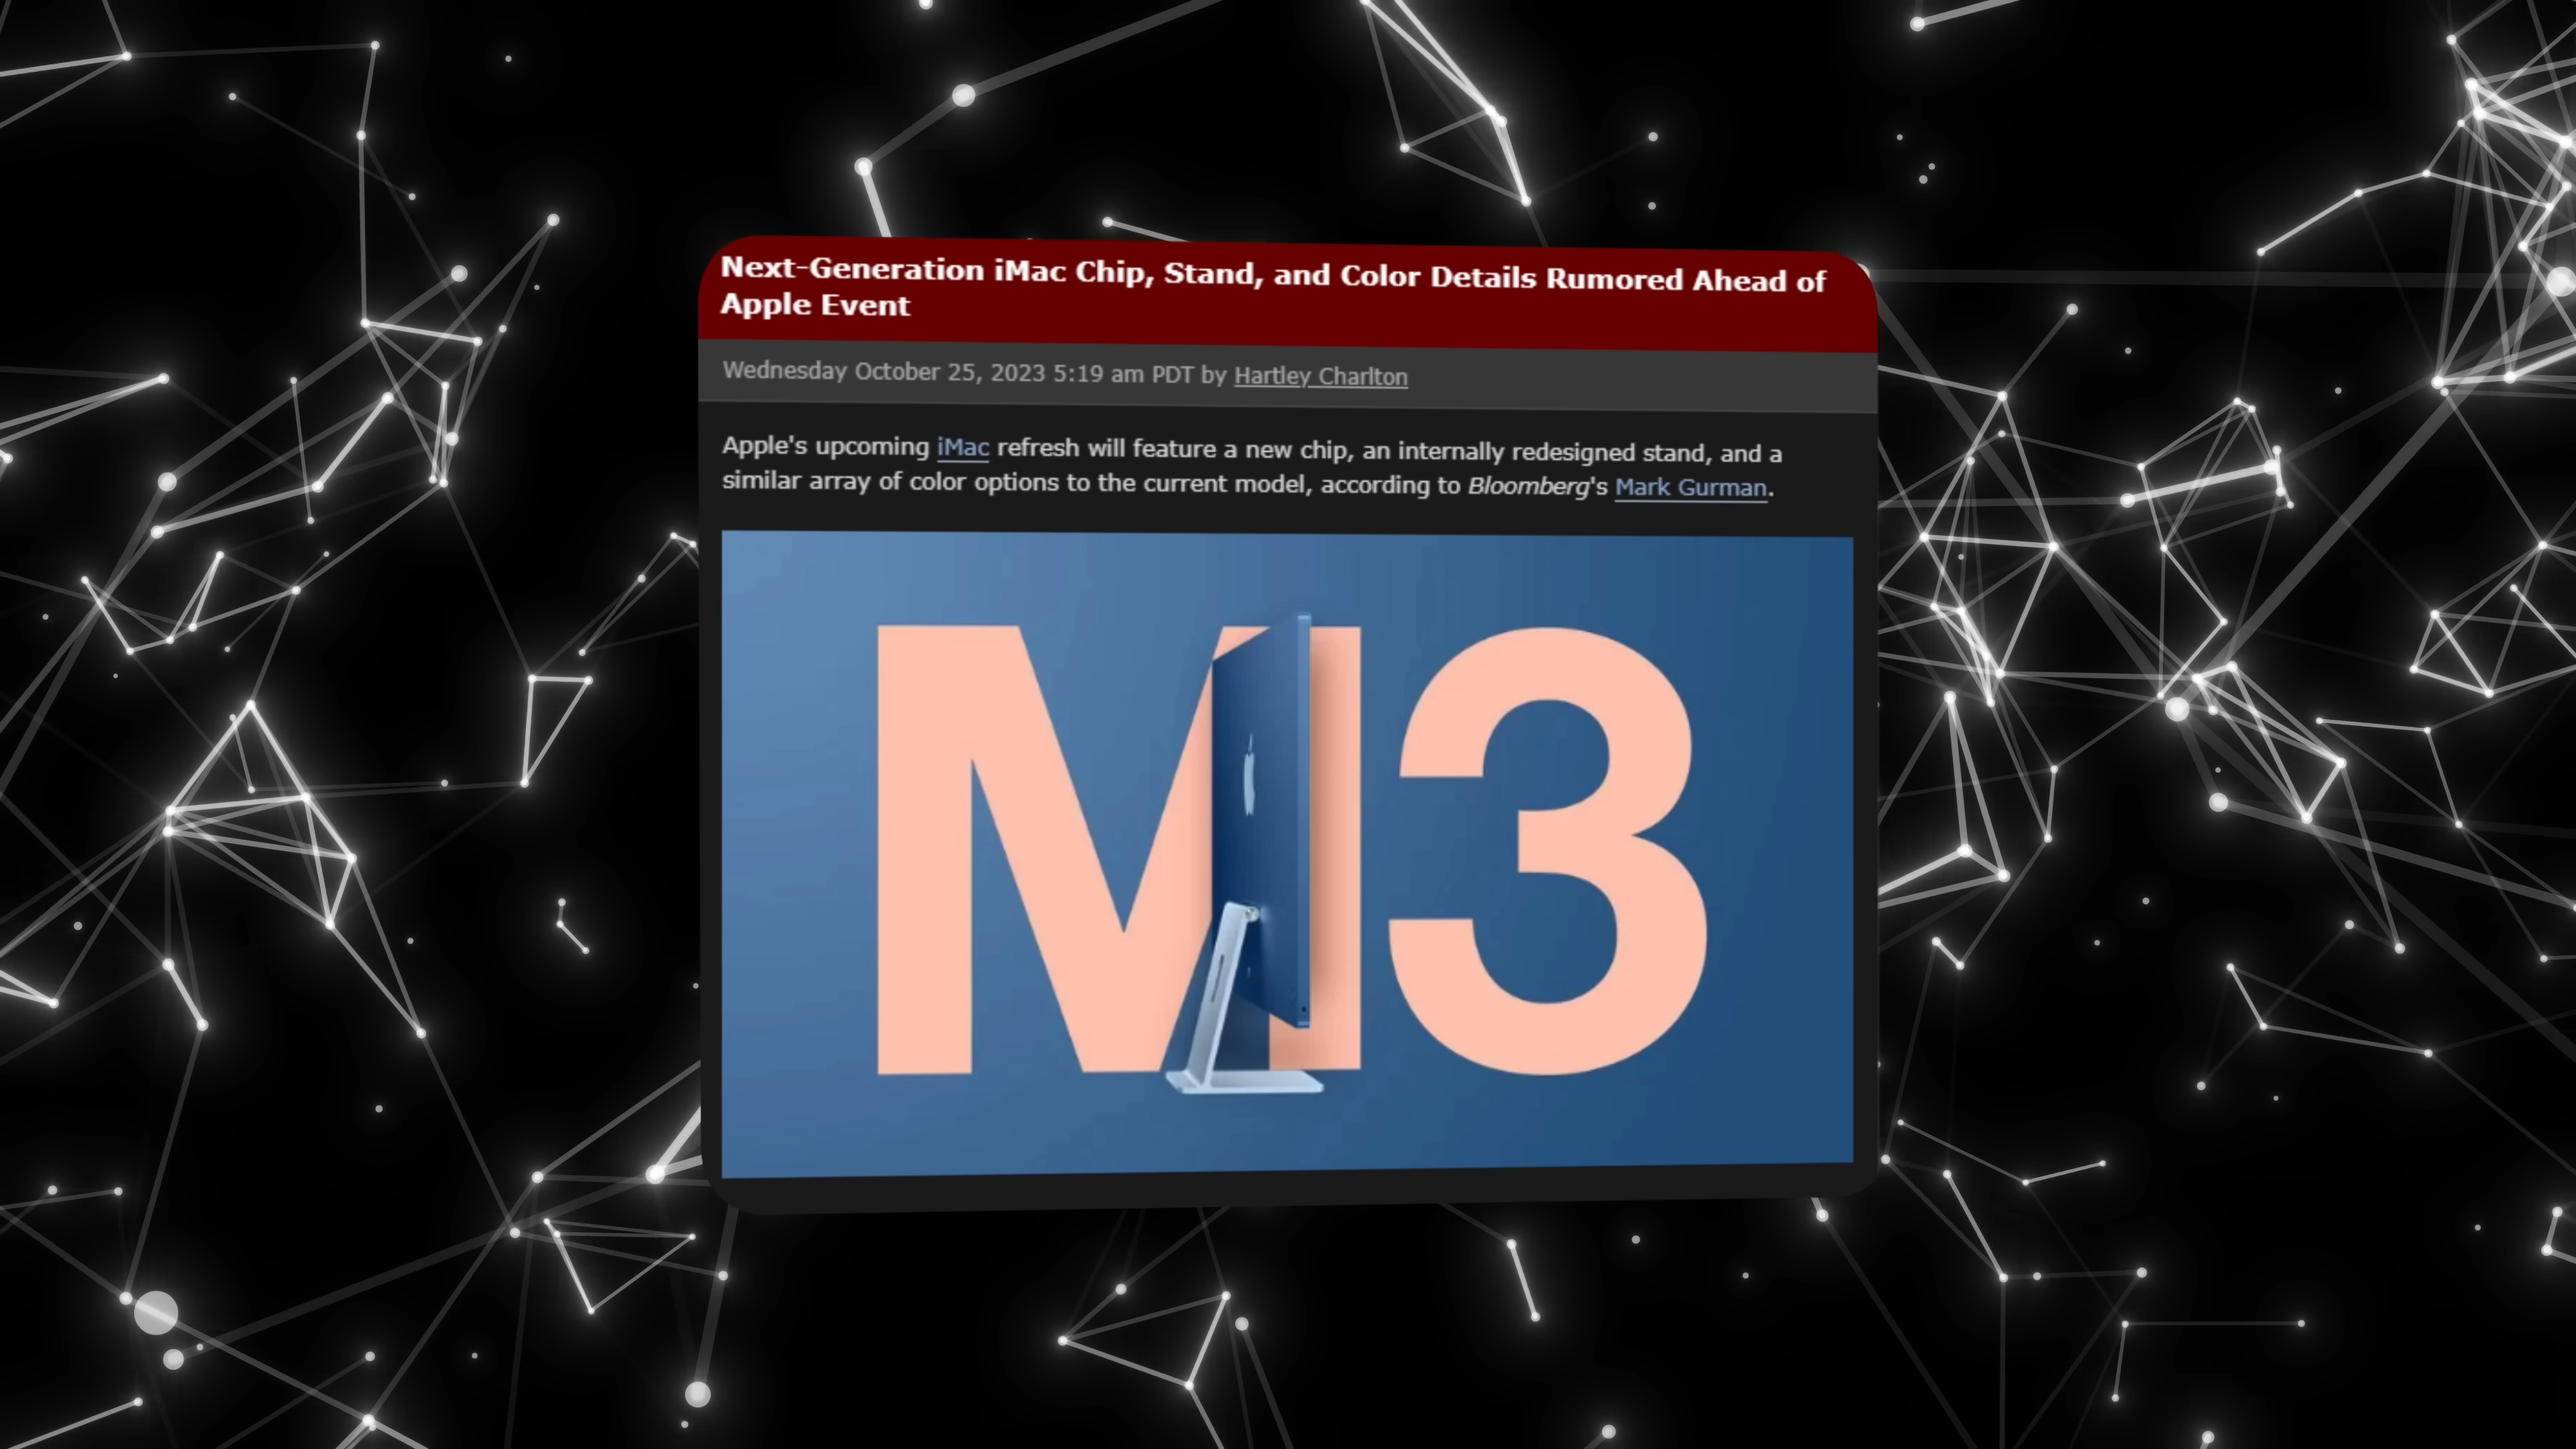 Next-Generation iMac Chip, Stand, and Color Details Rumored Ahead of
Apple Event
Wednesday October 25, 2023 5:19 am PDT by Hartley Charlton
Apple's upcoming iMac refresh will feature a new chip, an internally redesigned stand, and a
similar array of color options to the current model, according to Bloomberg's Mark Gurman.
M3